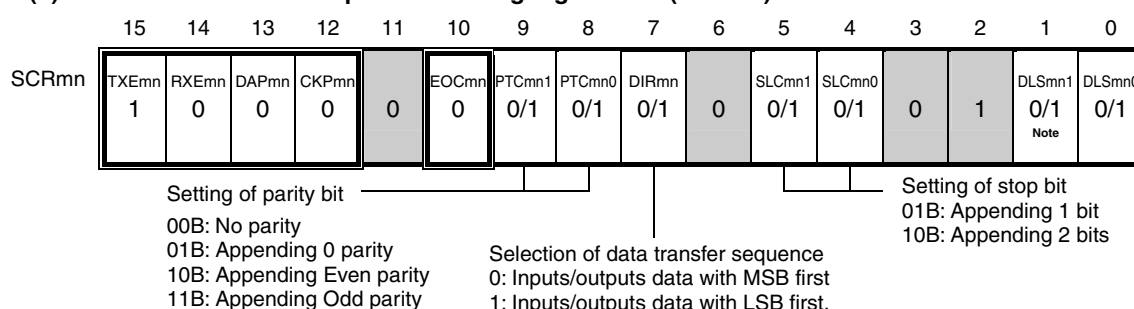 15 14 13 12 11 10 9 8 7 6 5 4 3 2 1 0
SCRmn
TXEmn RXEmn DAPmn CKPmn EOCmn PTCmn1 PTCmn0 DIRmn SLCmn1 SLCmn0 DLSmn1 DLSmn0
1 0 0 0 0 0 0/1 0/1 0/1 0 0/1 0/1 0 1 0/1 0/1
Note
Setting of parity bit
00B: No parity
01B: Appending 0 parity
10B: Appending Even parity
11B: Appending Odd parity
Selection of data transfer sequence
0: Inputs/outputs data with MSB first
1: Inputs/outputs data with LSB first.
Setting of stop bit
01B: Appending 1 bit
10B: Appending 2 bits